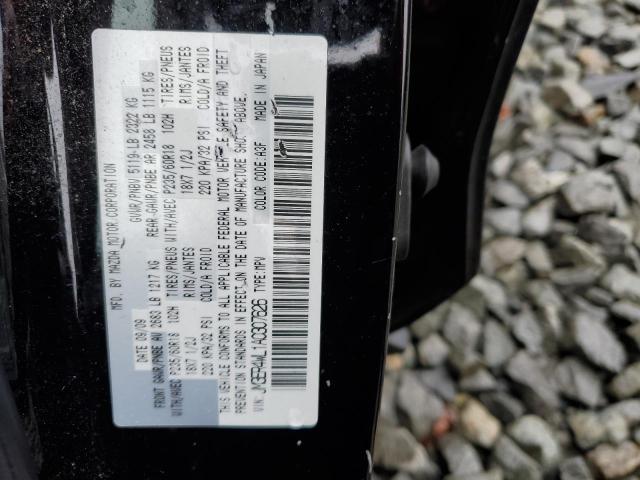 MFD. BY MAZDA MOTOR CORPORATION
DATE 09/09 GVWR/PNBV 5119 LB 2322 KG
FRONT GAWR/PNBE AV 2683 LB 1217 KG REAR GAWR/PNBE AR 2458 LB 1115 KG
WITH/AVEC P235/60R18 102H TIRES/PNEUS WITH/AVEC P235/60R18 102H TIRES/PNEUS
18X7 1/2J RIMS/JANTES 18X7 1/2J RIMS/JANTES
220 KPA/32 PSI COLD/A FROID 220 KPA/32 PSI COLD/A FROID
THIS VEHICLE CONFORMS TO ALL APPLICABLE FEDERAL MOTOR SAFETY AND THEFT
PREVENTION STANDARDS IN EFFECT ON THE DATE OF MANUFACTURE ABOVE.
VIN: TYPE: MPV
COLOR CODE: A3F MADE IN JAPAN